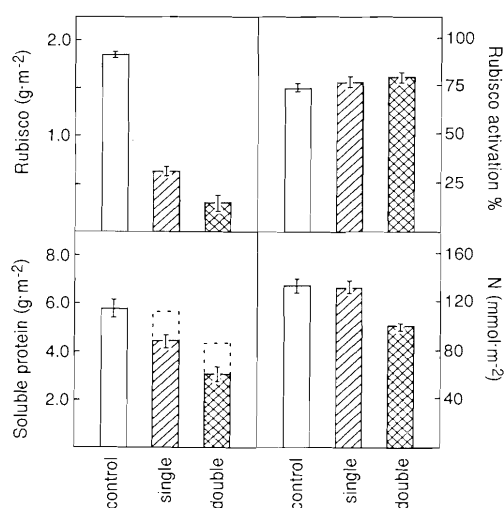 Rubisco (g·m-2)
2.0
1.0
Rubisco activation %
100
75
50
25
Soluble protein (g·m-2)
8.0
6.0
4.0
2.0
N (mmol·m-2)
160
120
80
40
control
single
double
control
single
double